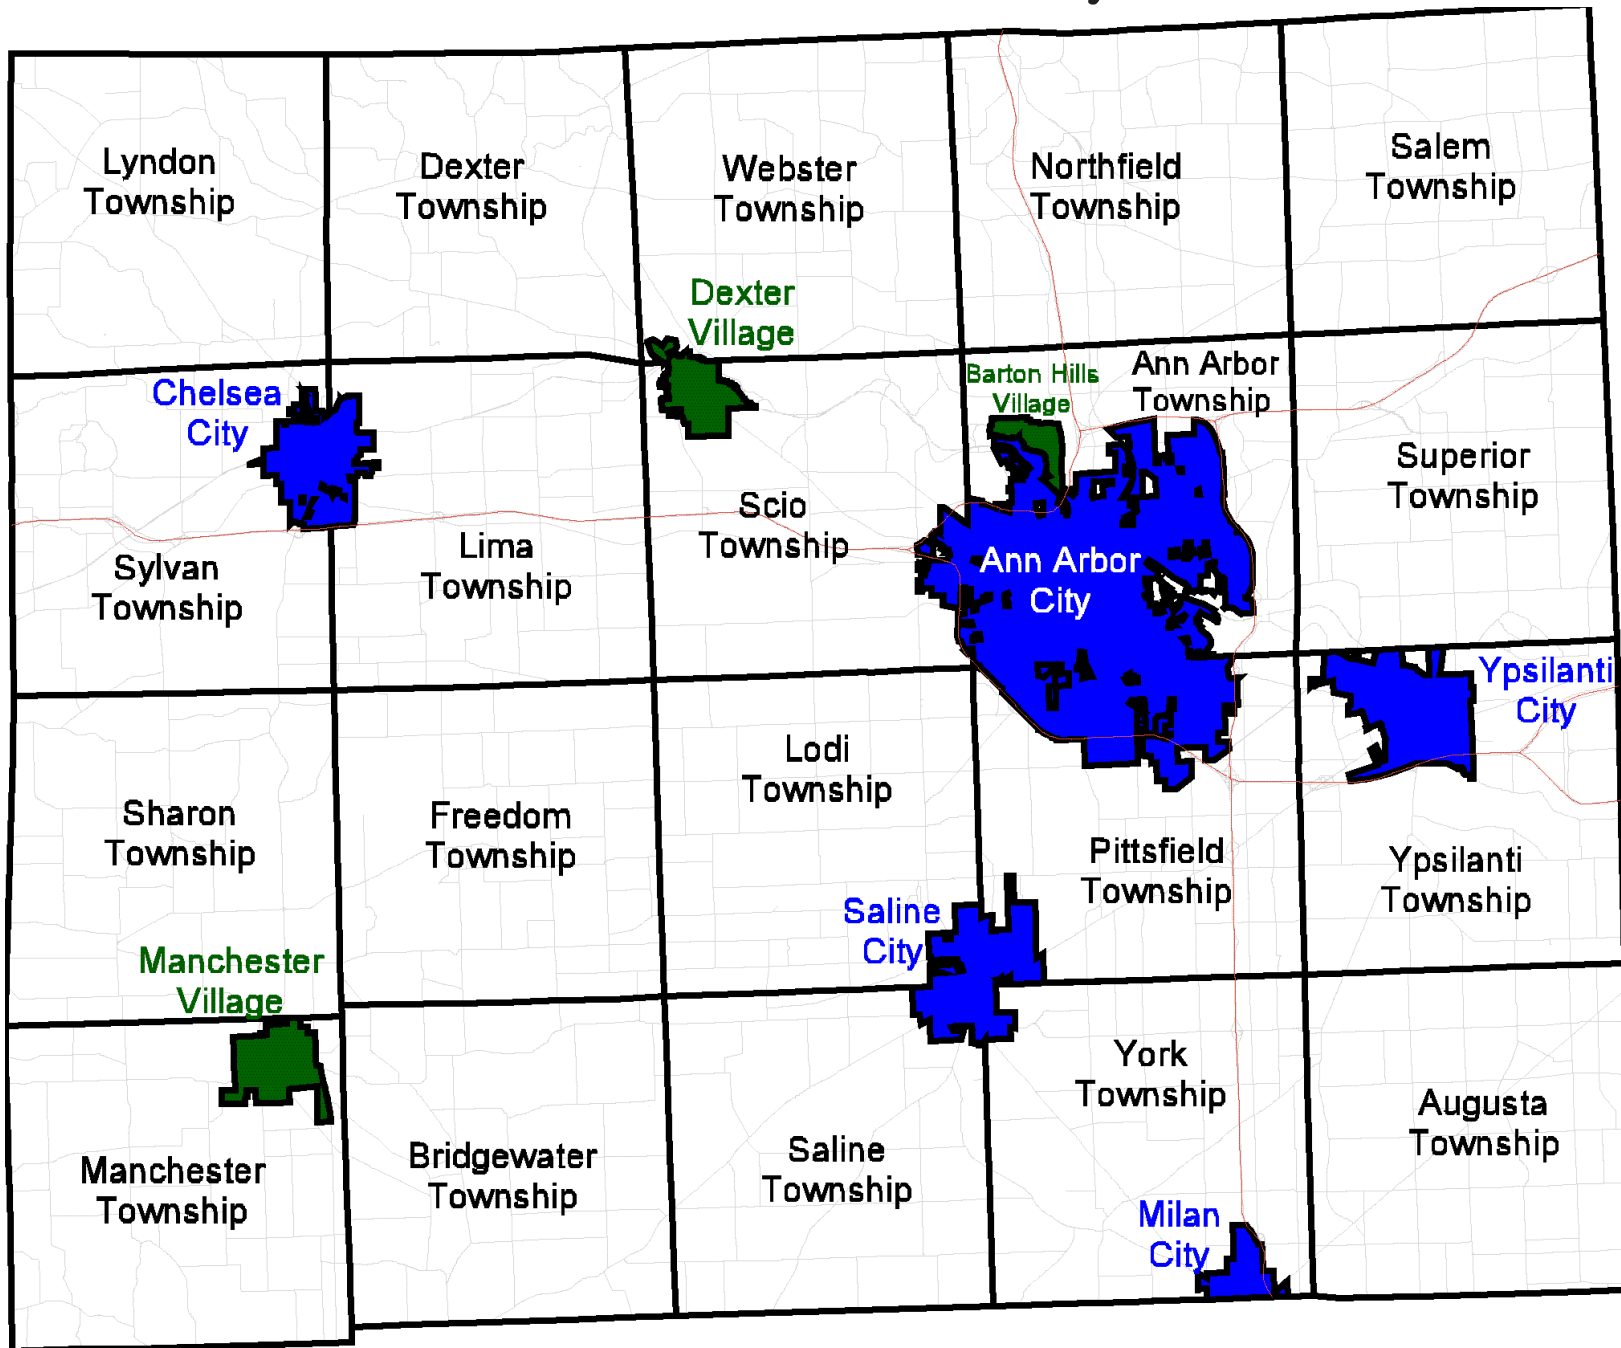 Lyndon
Township
Dexter
Township
Webster
Township
Northfield
Township
Salem
Township
Dexter
Village
Chelsea
City
Barton Hills
Village
Ann Arbor
Township
Superior
Township
Scio
Township
Lima
Township
Sylvan
Township
Ann Arbor
City
Ypsilanti
City
Lodi
Township
Sharon
Township
Freedom
Township
Pittsfield
Township
Ypsilanti
Township
Saline
City
Manchester
Village
York
Township
Augusta
Township
Manchester
Township
Bridgewater
Township
Saline
Township
Milan
City